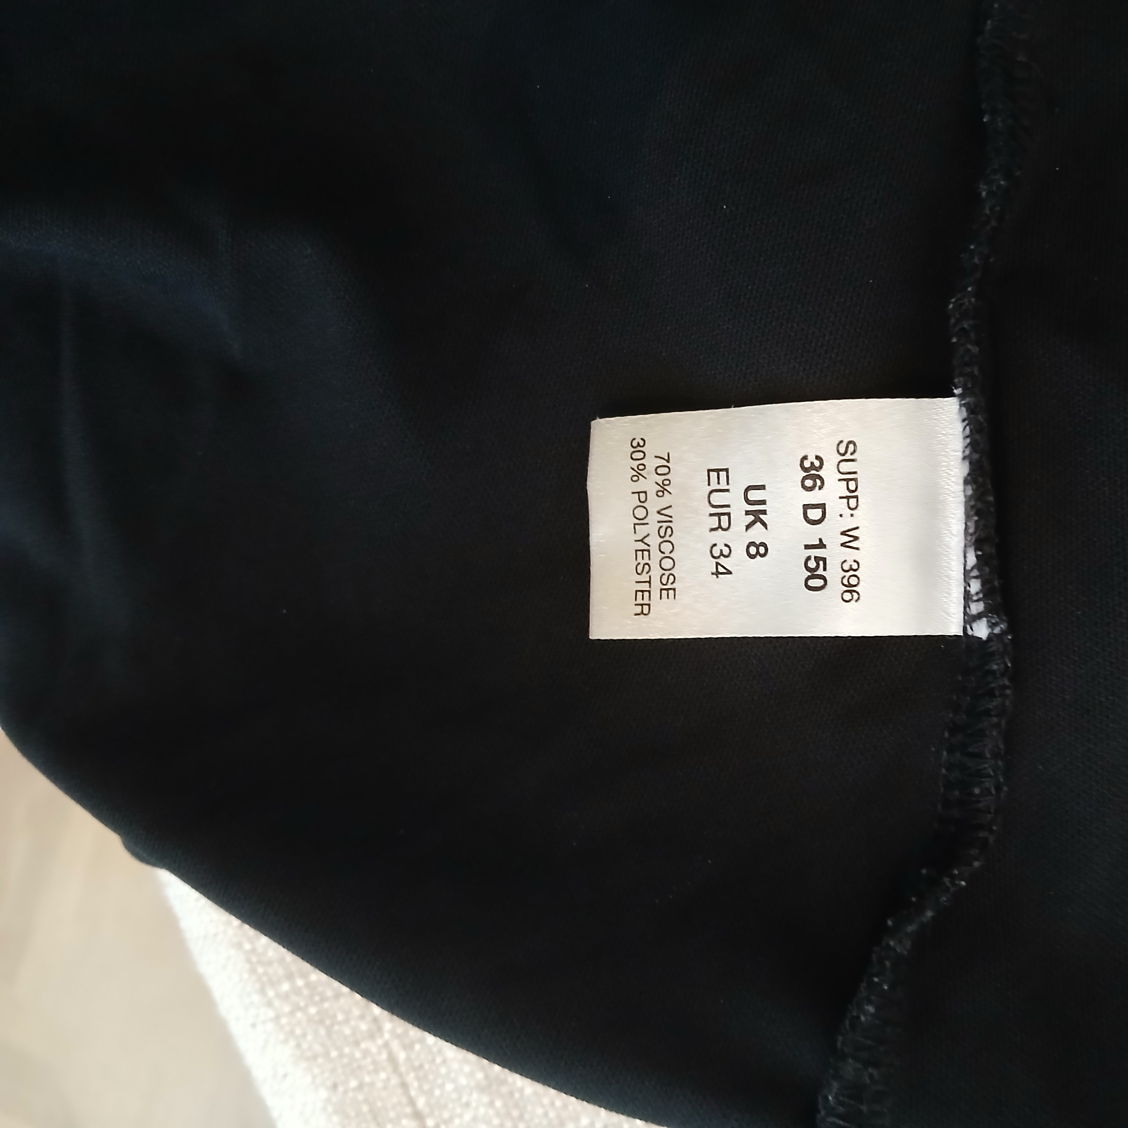 SUPP: W 396
36 D 150
UK 8
EUR 34
70% VISCOSE
30% POLYESTER